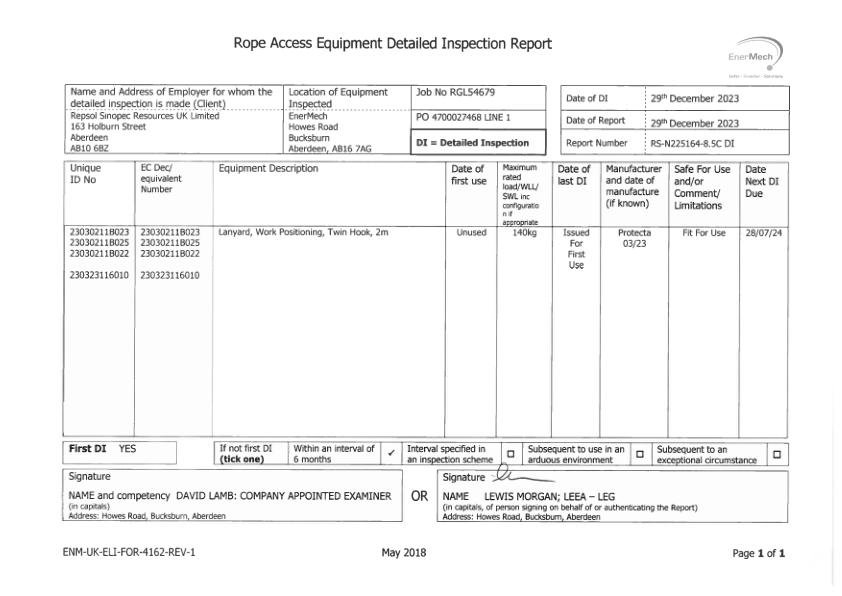 Rope Access Equipment Detailed Inspection Report
EnerMech
Name and Address of Employer for whom the
detailed inspection is made (Client)
Repsol Sinopec Resources UK Limited
163 Holburn Street
Aberdeen
AB10 6BZ
Location of Equipment
Inspected
EnerMech
Howes Road
Bucksburn
Aberdeen, AB16 7AG
Job No RGL54679
PO 4700027468 LINE 1
DI = Detailed Inspection
Date of DI 29th December 2023
Date of Report 29th December 2023
Report Number RS-N225164-8.5C DI
Unique
ID No
EC Dec/
equivalent
Number
Equipment Description
Date of
first use
Maximum
rated
load/WLL/
SWL inc
configuratio
n if
appropriate
Date of
last DI
Manufacturer
and date of
manufacture
(if known)
Safe For Use
and/or
Comment/
Limitations
Date
Next DI
Due
23030211B023 23030211B023 Lanyard, Work Positioning, Twin Hook, 2m Unused 140kg Issued For First Use Protecta 03/23 Fit For Use 28/07/24
23030211B025 23030211B025
23030211B022 23030211B022
230323116010 230323116010
First DI YES
If not first DI
(tick one)
Within an interval of
6 months ✓
Interval specified in
an inspection scheme ☐
Subsequent to use in an
arduous environment ☐
Subsequent to an
exceptional circumstance ☐
Signature
NAME and competency DAVID LAMB: COMPANY APPOINTED EXAMINER
(in capitals)
Address: Howes Road, Bucksburn, Aberdeen
OR
Signature
NAME LEWIS MORGAN; LEEA – LEG
(in capitals, of person signing on behalf of or authenticating the Report)
Address: Howes Road, Bucksburn, Aberdeen
ENM-UK-ELI-FOR-4162-REV-1
May 2018
Page 1 of 1